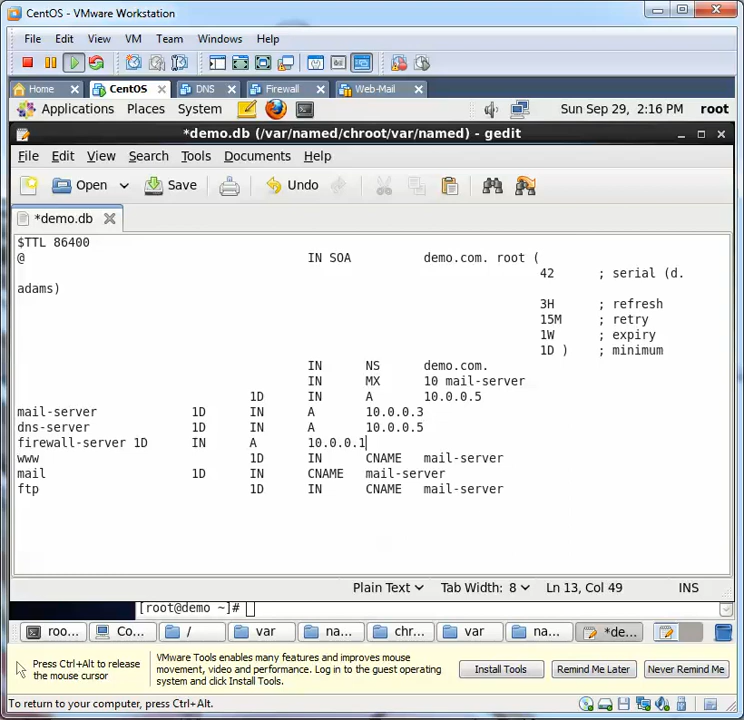 CentOS - VMware Workstation
File Edit View VM Team Windows Help
Home CentOS DNS Firewall Web-Mail
Applications Places System Sun Sep 29, 2:16 PM root
*demo.db (/var/named/chroot/var/named) - gedit
File Edit View Search Tools Documents Help
Open Save Undo
*demo.db
$TTL 86400
@ IN SOA demo.com. root (
42 ; serial (d.
adams)
3H ; refresh
15M ; retry
1W ; expiry
1D ) ; minimum
IN NS demo.com.
IN MX 10 mail-server
1D IN A 10.0.0.5
mail-server 1D IN A 10.0.0.3
dns-server 1D IN A 10.0.0.5
firewall-server 1D IN A 10.0.0.1
www 1D IN CNAME mail-server
mail 1D IN CNAME mail-server
ftp 1D IN CNAME mail-server
Plain Text Tab Width: 8 Ln 13, Col 49 INS
[root@demo ~]#
roo... Co... / var na... chr... var na... *de...
Press Ctrl+Alt to release
the mouse cursor
VMware Tools enables many features and improves mouse
movement, video and performance. Log in to the guest operating
system and click Install Tools.
Install Tools Remind Me Later Never Remind Me
To return to your computer, press Ctrl+Alt.